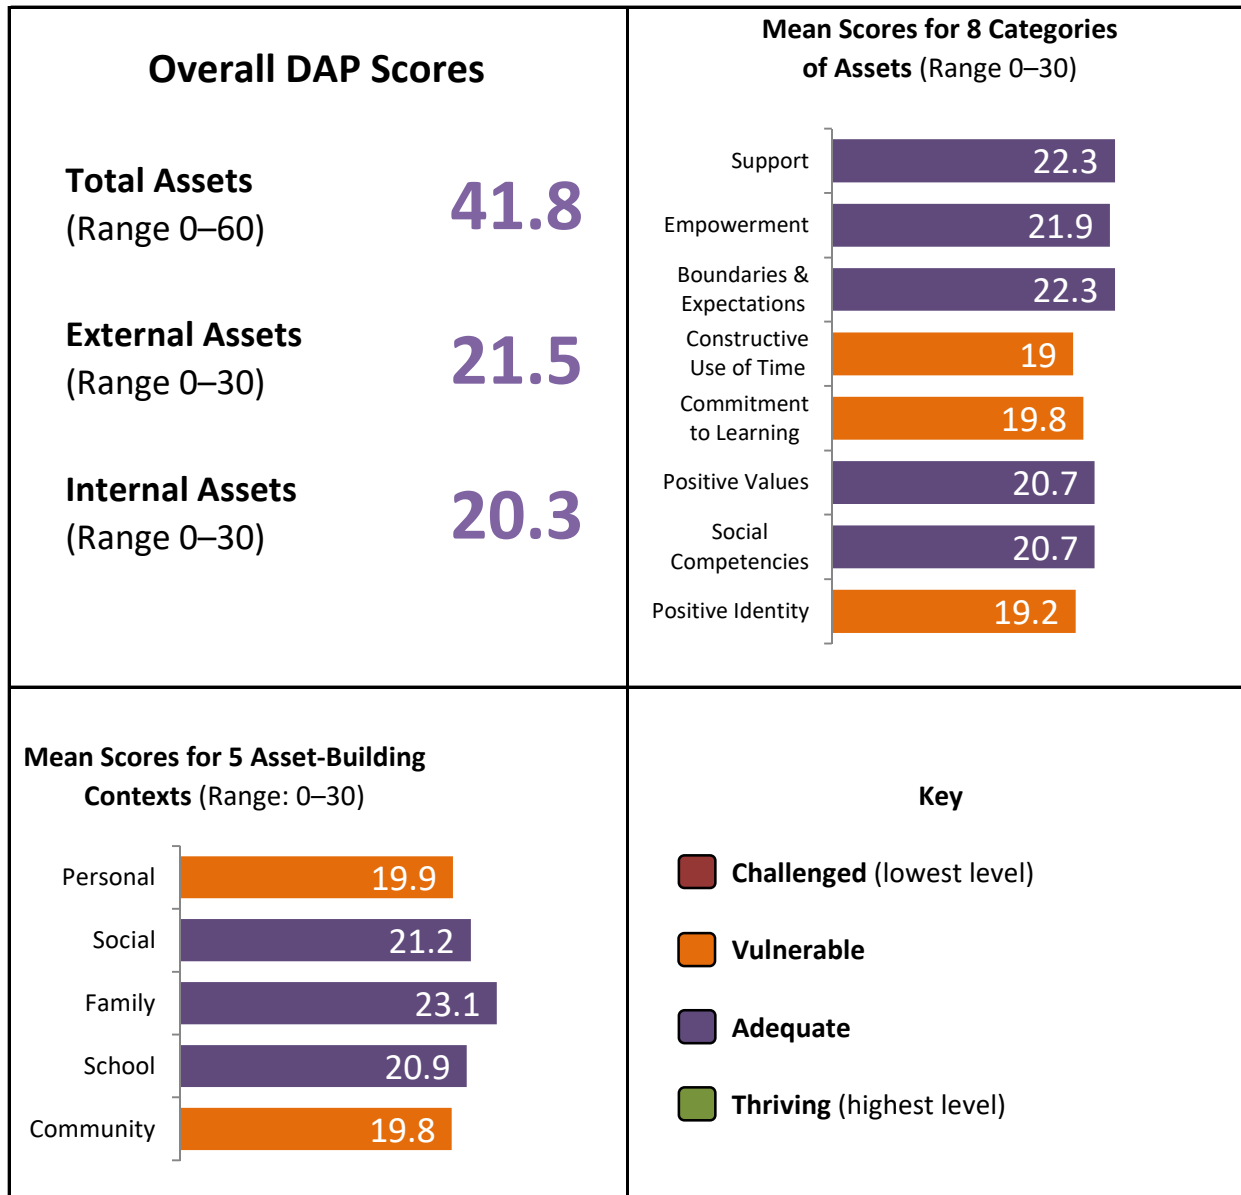 Overall DAP Scores
Total Assets
(Range 0–60)
41.8
External Assets
(Range 0–30)
21.5
Internal Assets
(Range 0–30)
20.3
Mean Scores for 8 Categories
of Assets (Range 0–30)
Support
22.3
Empowerment
21.9
Boundaries &
Expectations
22.3
Constructive
Use of Time
19
Commitment
to Learning
19.8
Positive Values
20.7
Social
Competencies
20.7
Positive Identity
19.2
Mean Scores for 5 Asset-Building
Contexts (Range: 0–30)
Personal
19.9
Social
21.2
Family
23.1
School
20.9
Community
19.8
Key
Challenged (lowest level)
Vulnerable
Adequate
Thriving (highest level)